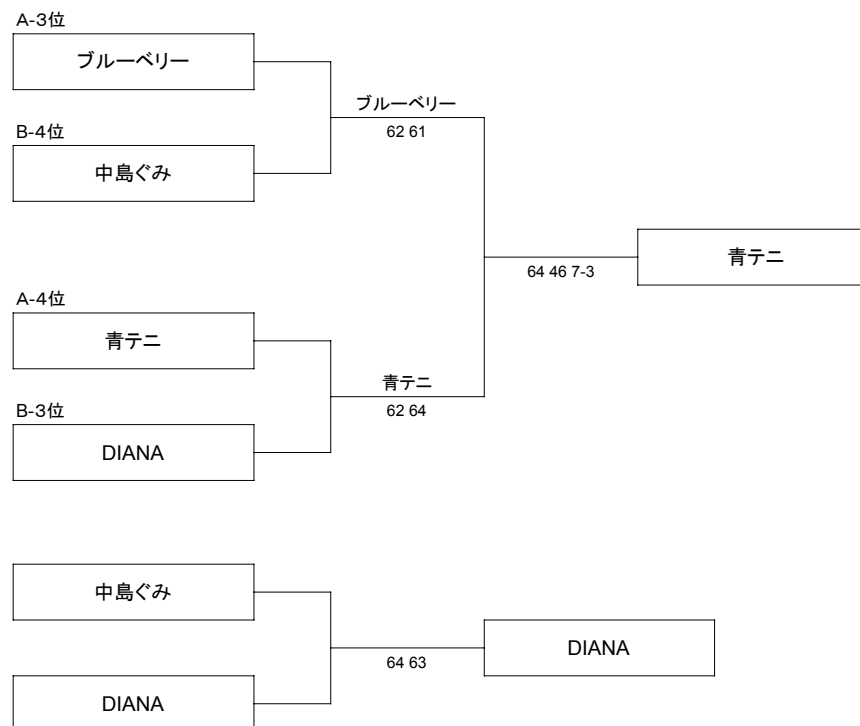 A-3位
ブルーベリー
ブルーベリー
62 61
B-4位
中島ぐみ
64 46 7-3
青テニ
A-4位
青テニ
青テニ
62 64
B-3位
DIANA
中島ぐみ
64 63
DIANA
DIANA